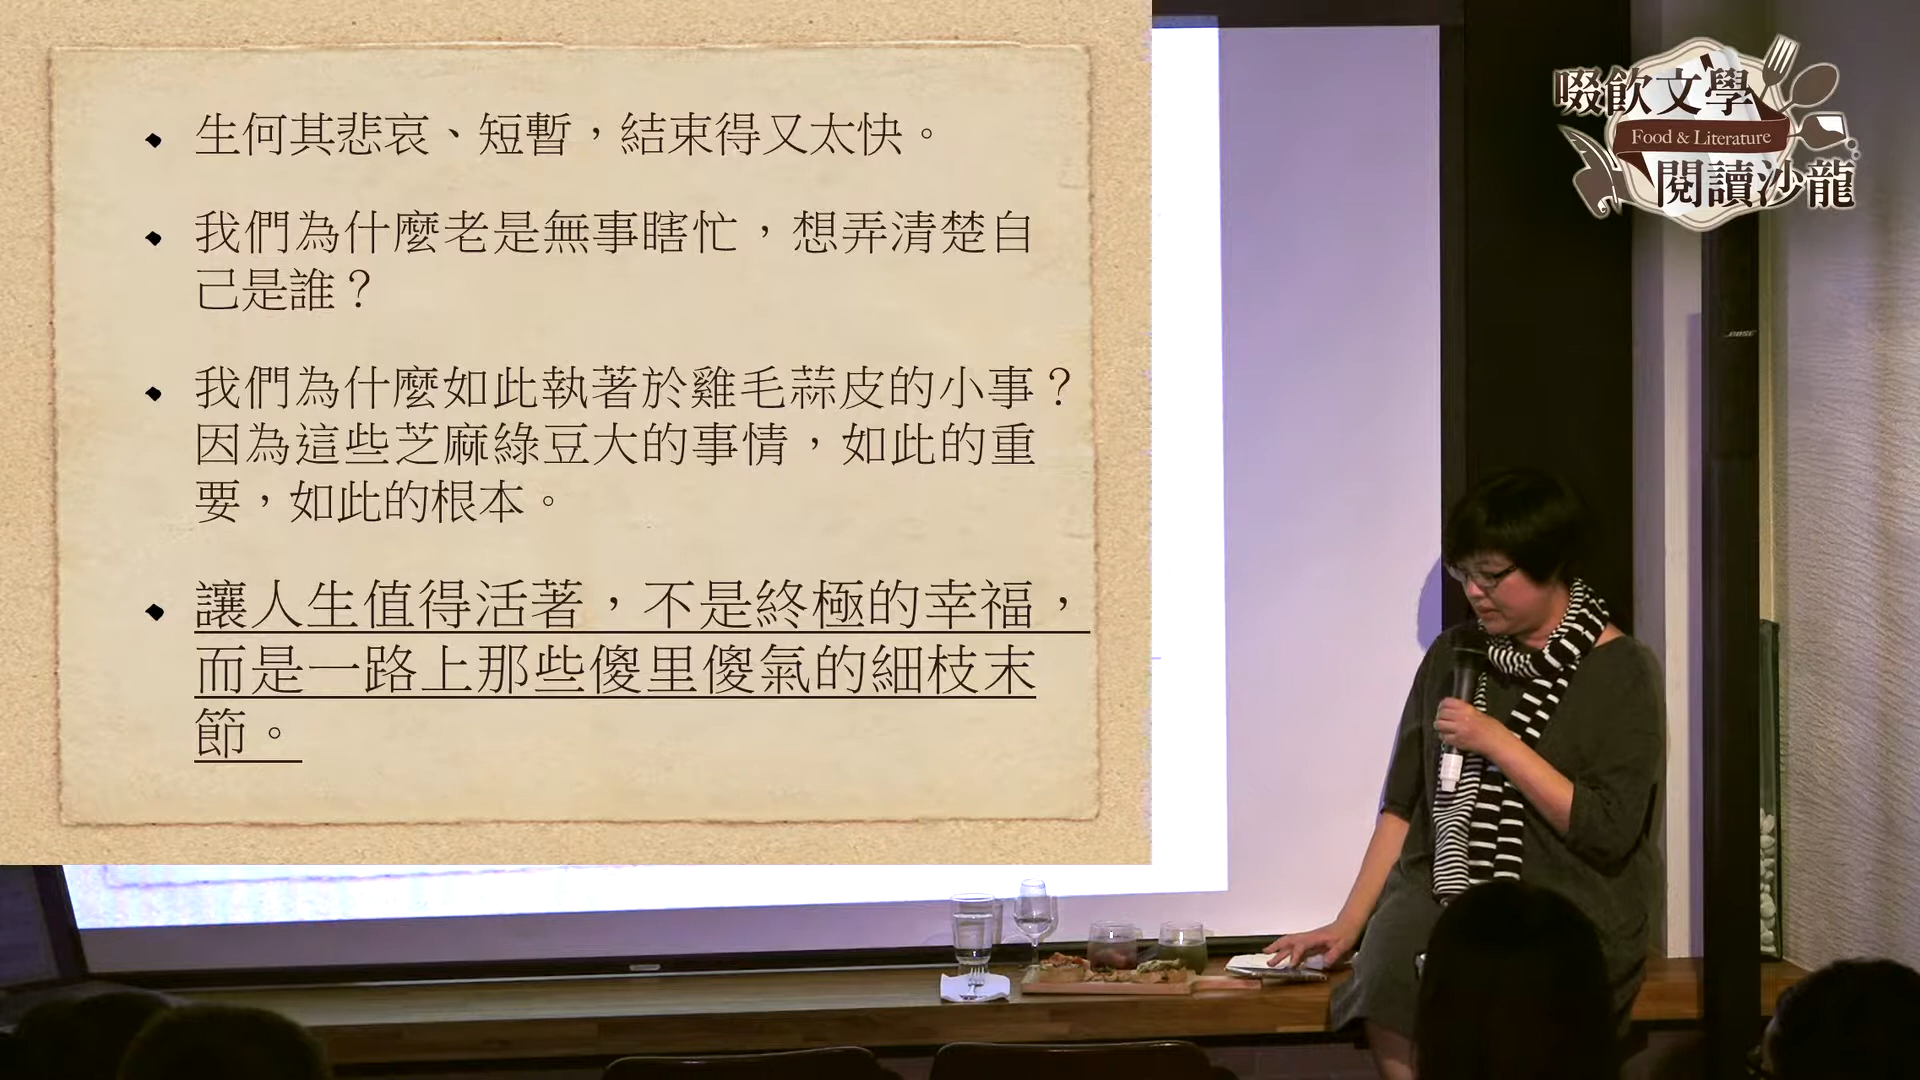 生何其悲哀、短暫，結束得又太快。
我們為什麼老是無事瞎忙，想弄清楚自
己是誰？
我們為什麼如此執著於雞毛蒜皮的小事？
因為這些芝麻綠豆大的事情，如此的重
要，如此的根本。
讓人生值得活著，不是終極的幸福，
而是一路上那些傻里傻氣的細枝末
節。
啜飲文學
Food & Literature
閱讀沙龍
BOSE